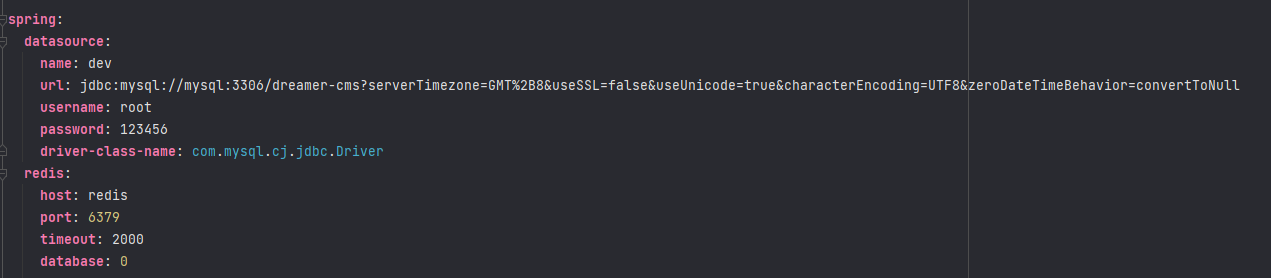 spring:
  datasource:
    name: dev
    url: jdbc:mysql://mysql:3306/dreamer-cms?serverTimezone=GMT%2B8&useSSL=false&useUnicode=true&characterEncoding=UTF8&zeroDateTimeBehavior=convertToNull
    username: root
    password: 123456
    driver-class-name: com.mysql.cj.jdbc.Driver
  redis:
    host: redis
    port: 6379
    timeout: 2000
    database: 0